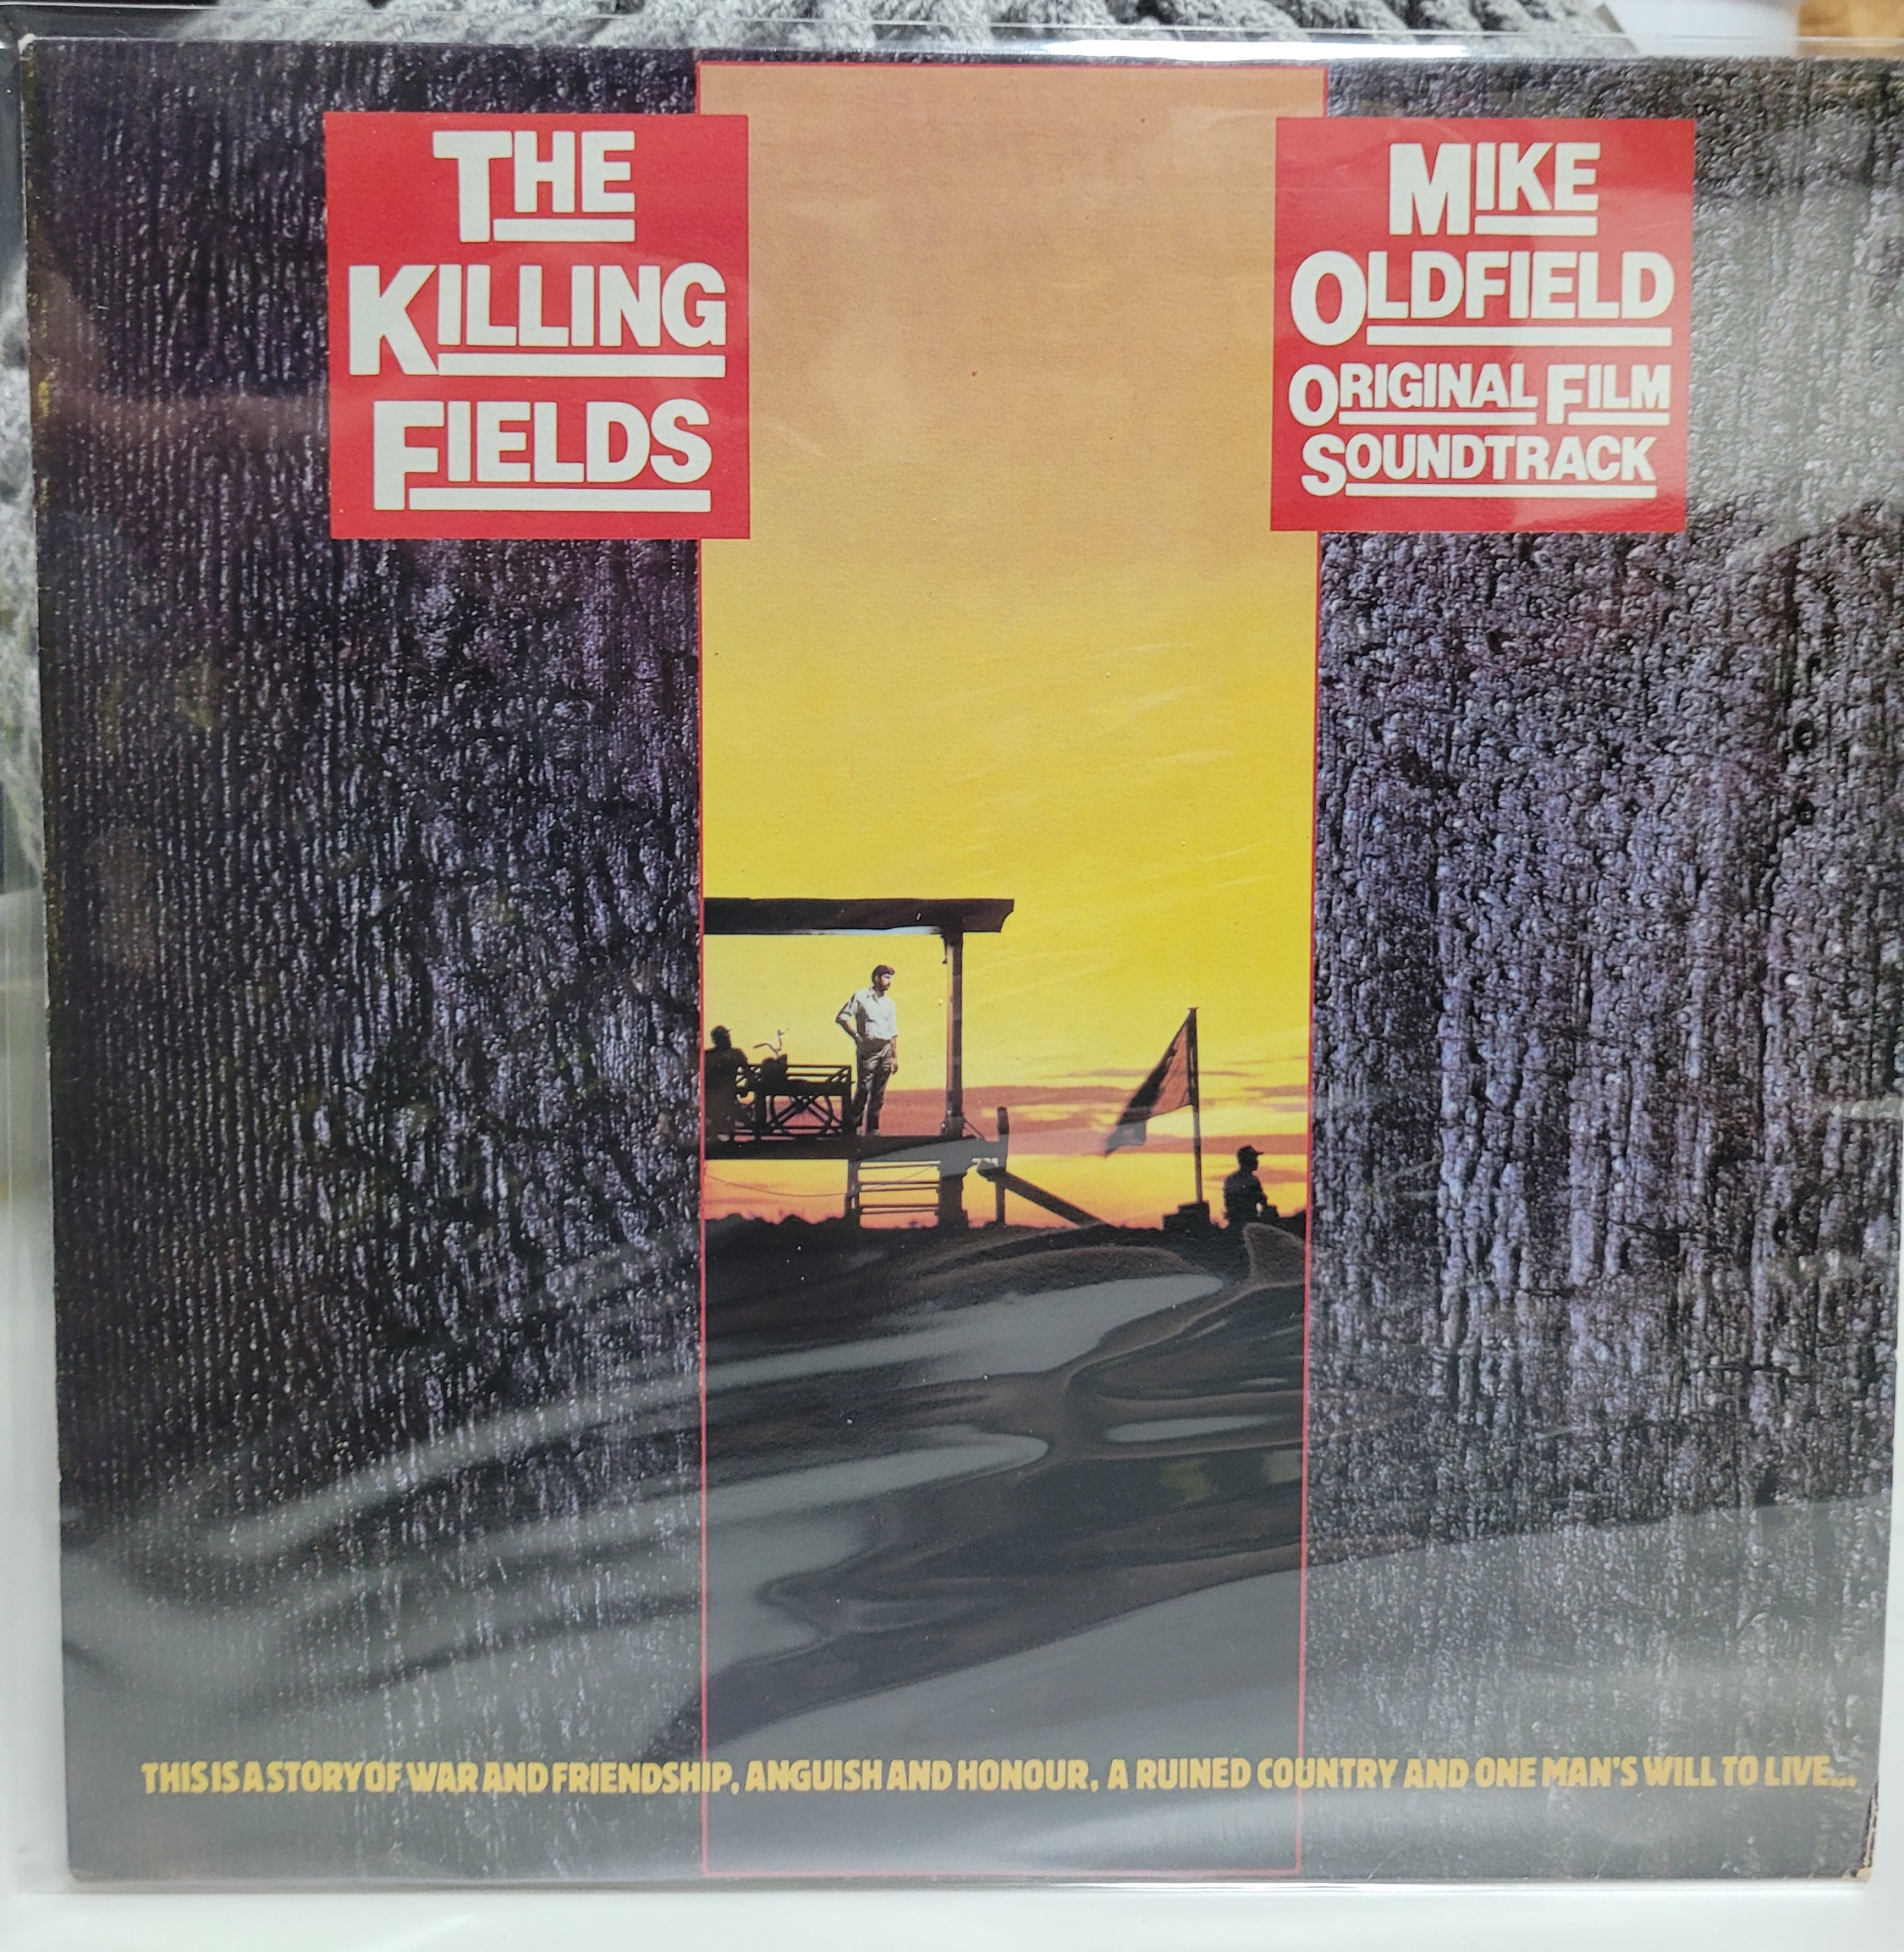 THE
KILLING
FIELDS
MIKE
OLDFIELD
ORIGINAL FILM
SOUNDTRACK
THIS IS A STORY OF WAR AND FRIENDSHIP, ANGUISH AND HONOUR, A RUINED COUNTRY AND ONE MAN'S WILL TO LIVE...